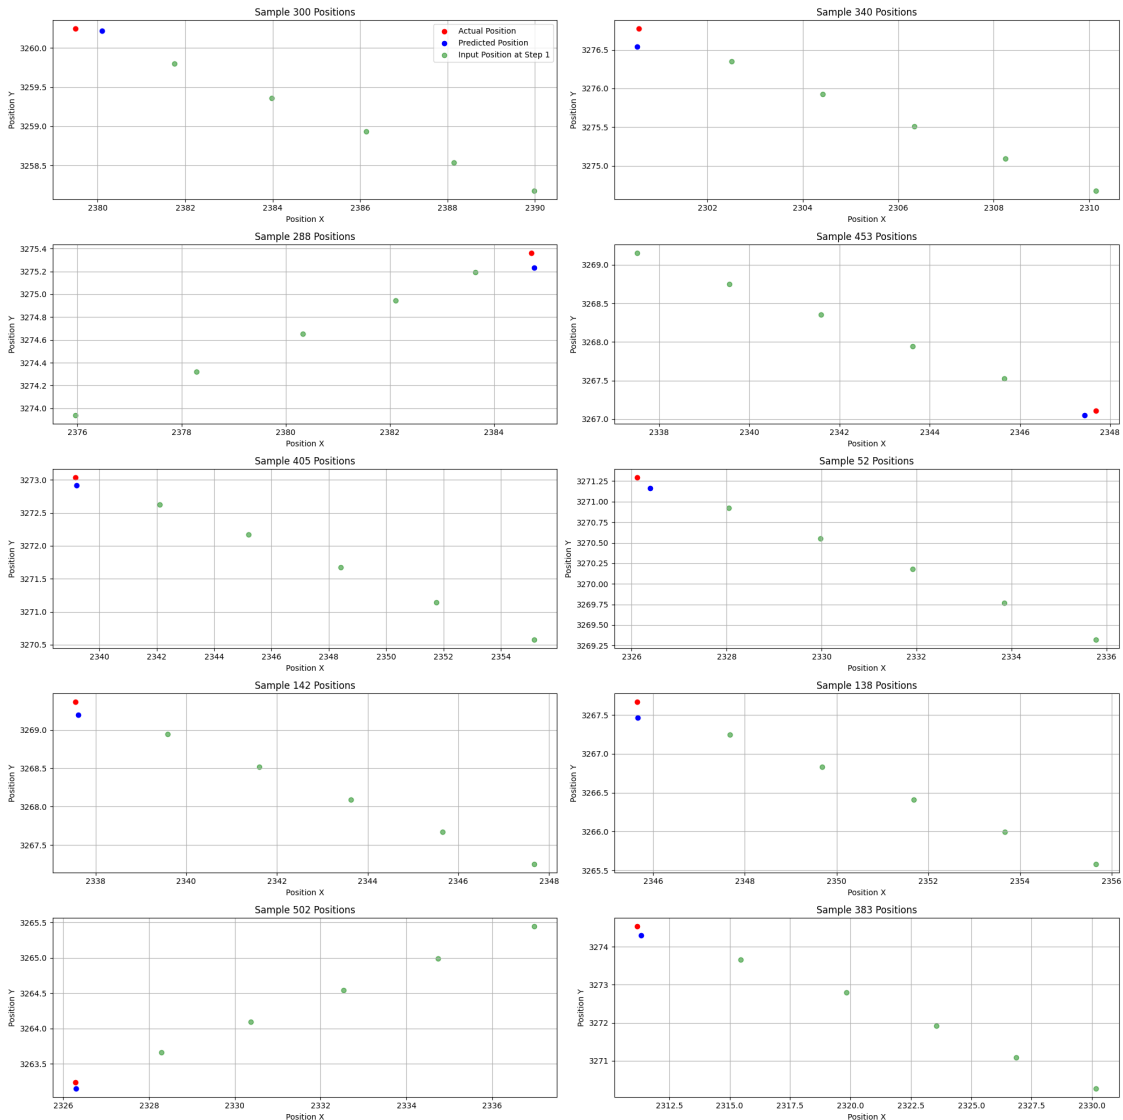 Sample 300 Positions
Position Y
3260.0
3259.5
3259.0
3258.5
Actual Position
Predicted Position
Input Position at Step 1
2380 2382 2384 2386 2388 2390
Position X
Sample 340 Positions
Position Y
3276.5
3276.0
3275.5
3275.0
2302 2304 2306 2308 2310
Position X
Sample 288 Positions
Position Y
3275.4
3275.2
3275.0
3274.8
3274.6
3274.4
3274.2
3274.0
2376 2378 2380 2382 2384
Position X
Sample 453 Positions
Position Y
3269.0
3268.5
3268.0
3267.5
3267.0
2338 2340 2342 2344 2346 2348
Position X
Sample 405 Positions
Position Y
3273.0
3272.5
3272.0
3271.5
3271.0
3270.5
2340 2342 2344 2346 2348 2350 2352 2354
Position X
Sample 52 Positions
Position Y
3271.25
3271.00
3270.75
3270.50
3270.25
3270.00
3269.75
3269.50
3269.25
2326 2328 2330 2332 2334 2336
Position X
Sample 142 Positions
Position Y
3269.0
3268.5
3268.0
3267.5
2338 2340 2342 2344 2346 2348
Position X
Sample 138 Positions
Position Y
3267.5
3267.0
3266.5
3266.0
3265.5
2346 2348 2350 2352 2354 2356
Position X
Sample 502 Positions
Position Y
3265.5
3265.0
3264.5
3264.0
3263.5
2326 2328 2330 2332 2334 2336
Position X
Sample 383 Positions
Position Y
3274
3273
3272
3271
2312.5 2315.0 2317.5 2320.0 2322.5 2325.0 2327.5 2330.0
Position X